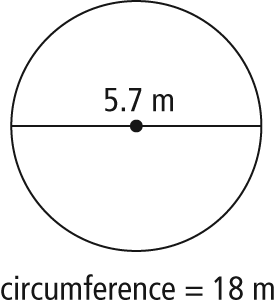 5.7 m
circumference = 18 m